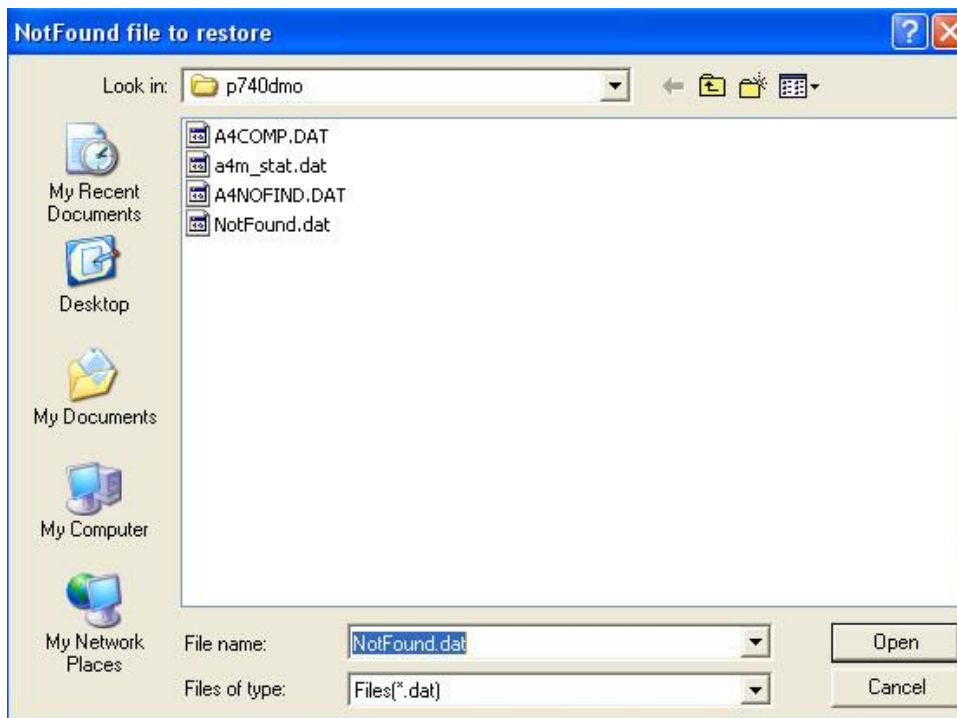 NotFound file to restore
Look in: p740dmo
A4COMP.DAT
a4m_stat.dat
A4NOFIND.DAT
NotFound.dat
My Recent
Documents
Desktop
My Documents
My Computer
My Network
Places
File name: NotFound.dat Open
Files of type: Files(*.dat) Cancel